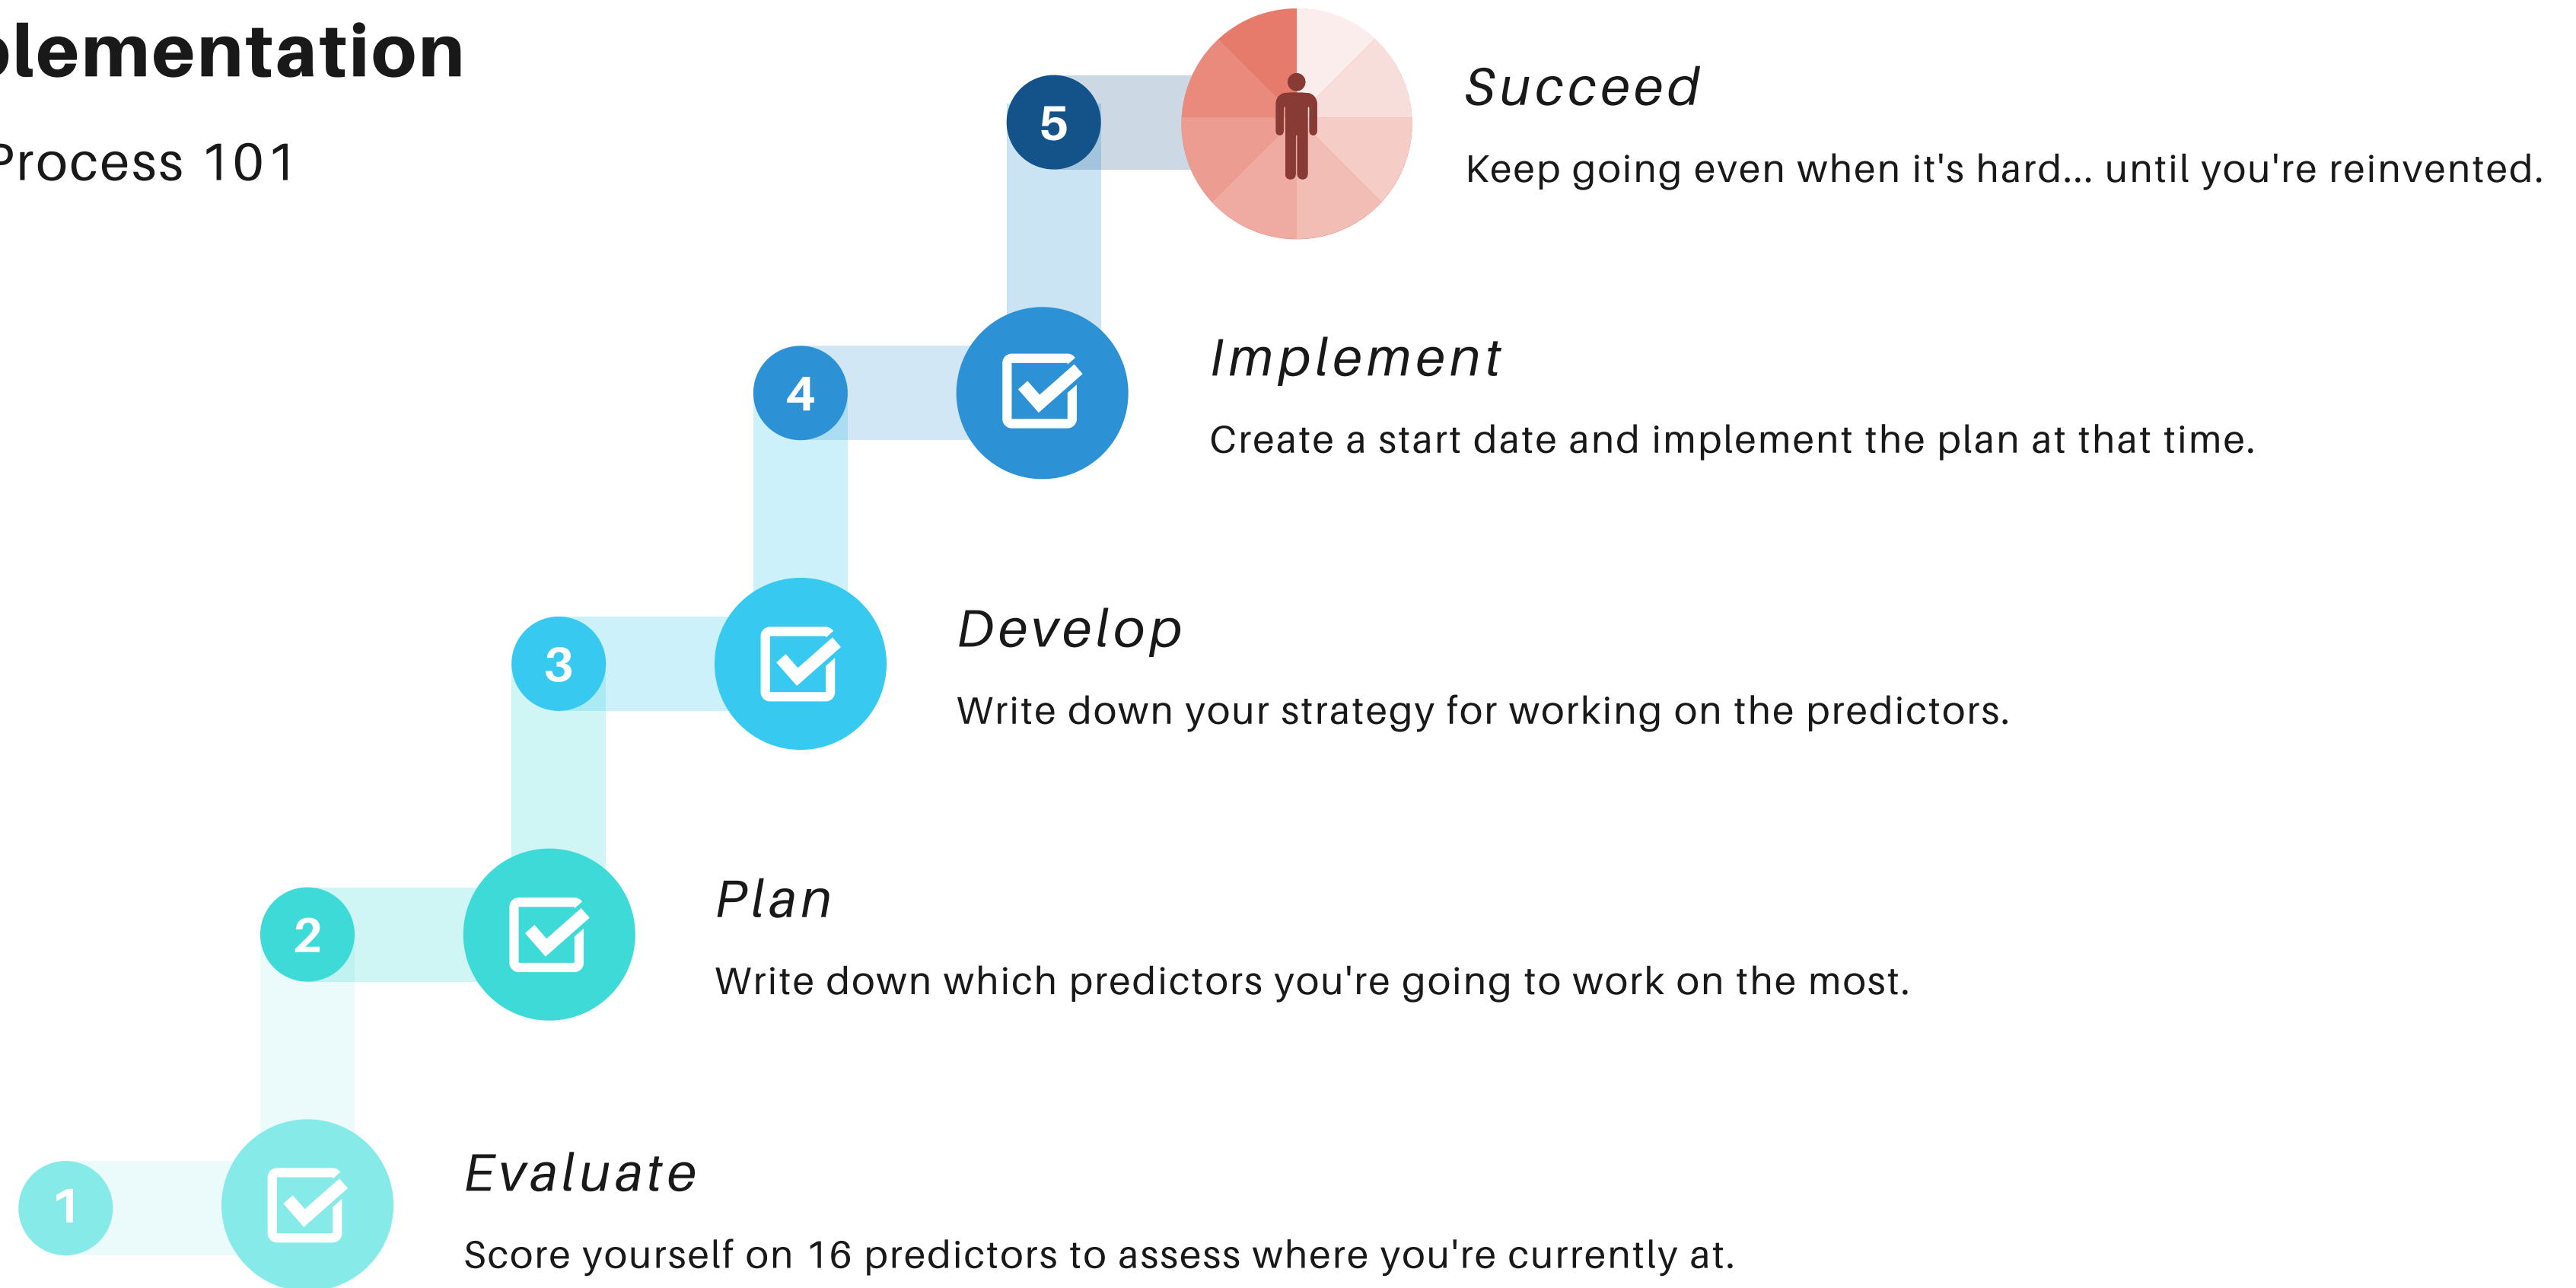 plementation
Process 101
5
Succeed
Keep going even when it's hard... until you're reinvented.
4
Implement
Create a start date and implement the plan at that time.
3
Develop
Write down your strategy for working on the predictors.
2
Plan
Write down which predictors you're going to work on the most.
1
Evaluate
Score yourself on 16 predictors to assess where you're currently at.